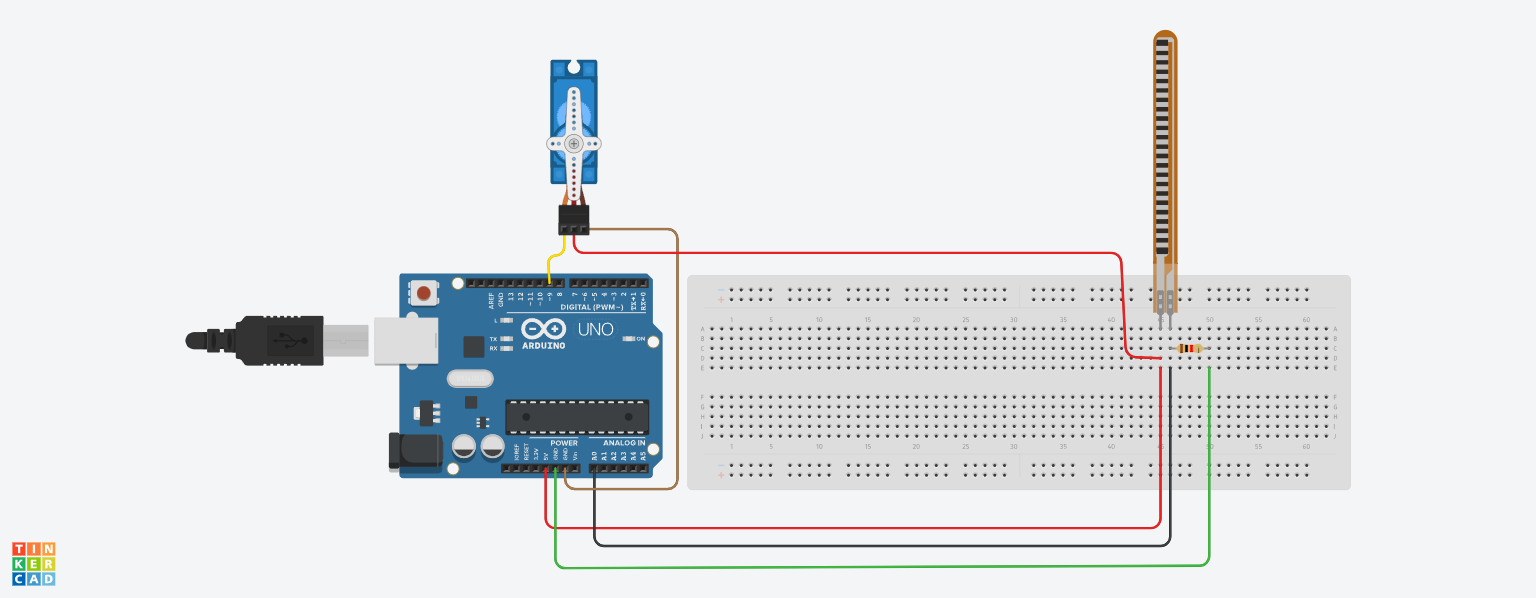 AREF
GND
13
12
~11
~10
~9
8
7
~6
~5
4
~3
2
TX→1
RX←0
DIGITAL (PWM~)
L
TX
RX
UNO
ARDUINO
ON
POWER
ANALOG IN
IOREF
RESET
3.3V
5V
GND
GND
Vin
A0
A1
A2
A3
A4
A5
1 5 10 15 20 25 30 35 40 45 50 55 60
A A
B B
C C
D D
E E
F F
G G
H H
I I
J J
1 5 10 15 20 25 30 35 40 45 50 55 60
TIN
KER
CAD